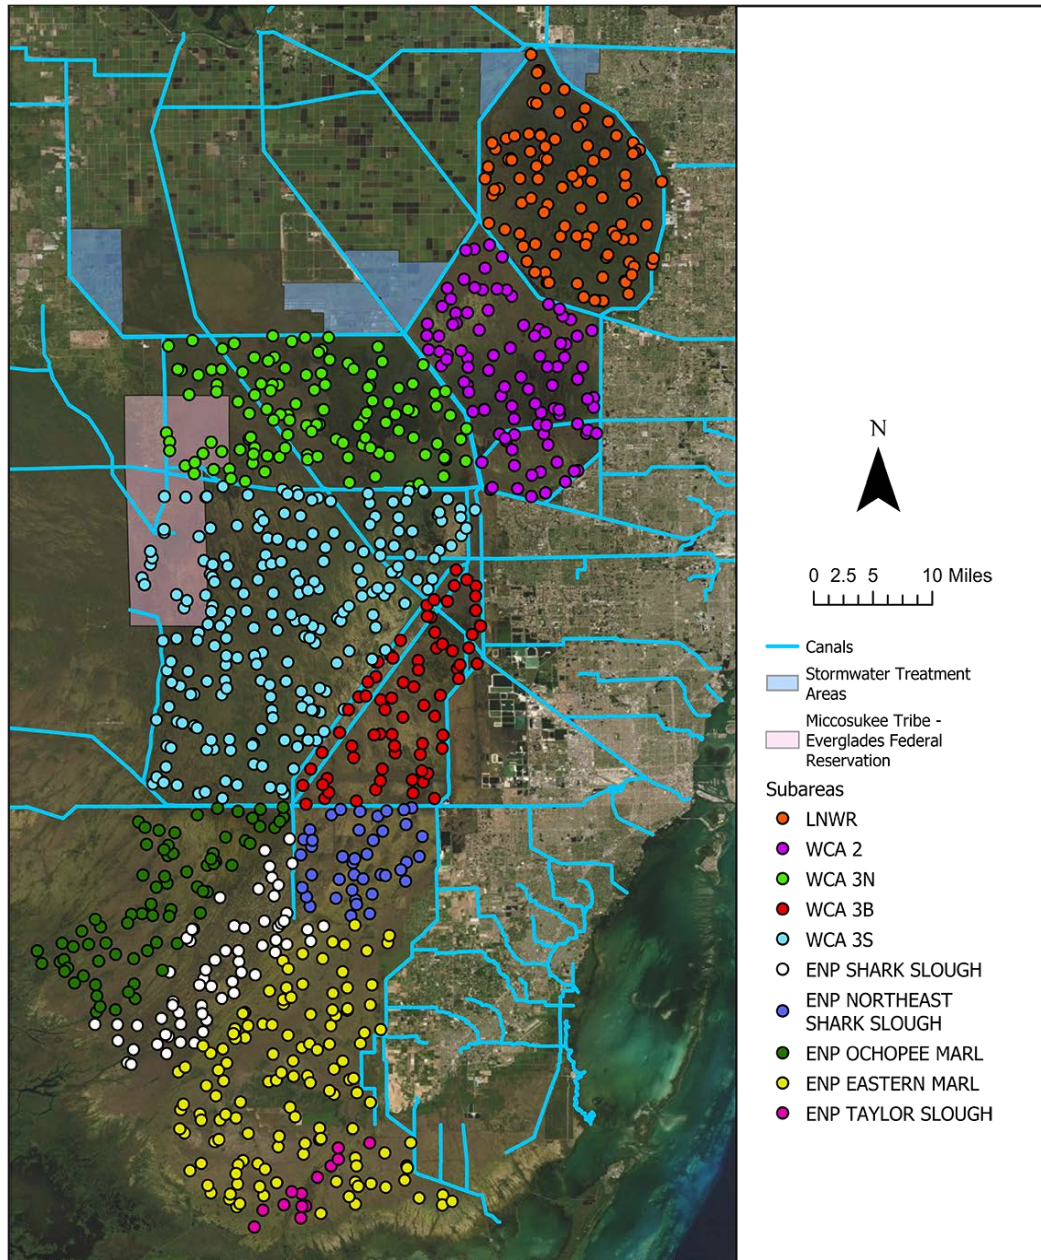 N
0 2.5 5 10 Miles
Canals
Stormwater Treatment
Areas
Miccosukee Tribe -
Everglades Federal
Reservation
Subareas
LNWR
WCA 2
WCA 3N
WCA 3B
WCA 3S
ENP SHARK SLOUGH
ENP NORTHEAST
SHARK SLOUGH
ENP OCHOPEE MARL
ENP EASTERN MARL
ENP TAYLOR SLOUGH